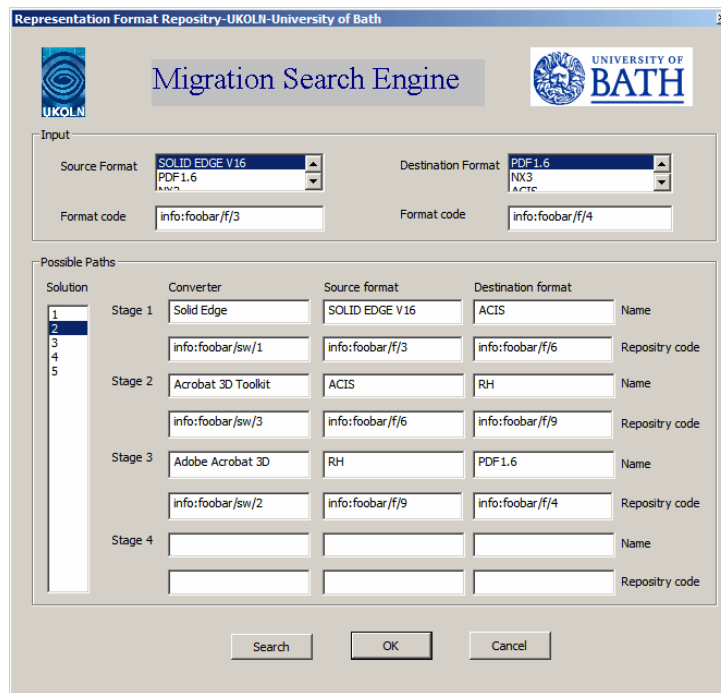 Representation Format Repositry-UKOLN-University of Bath
UKOLN
Migration Search Engine
UNIVERSITY OF
BATH
Input
Source Format
SOLID EDGE V16
PDF1.6
NX3
Destination Format
PDF1.6
NX3
ACIS
Format code
info:foobar/f/3
Format code
info:foobar/f/4
Possible Paths
Solution
Converter
Source format
Destination format
1
2
3
4
5
Stage 1
Solid Edge
SOLID EDGE V16
ACIS
Name
info:foobar/sw/1
info:foobar/f/3
info:foobar/f/6
Repositry code
Stage 2
Acrobat 3D Toolkit
ACIS
RH
Name
info:foobar/sw/3
info:foobar/f/6
info:foobar/f/9
Repositry code
Stage 3
Adobe Acrobat 3D
RH
PDF1.6
Name
info:foobar/sw/2
info:foobar/f/9
info:foobar/f/4
Repositry code
Stage 4
Name
Repositry code
Search
OK
Cancel